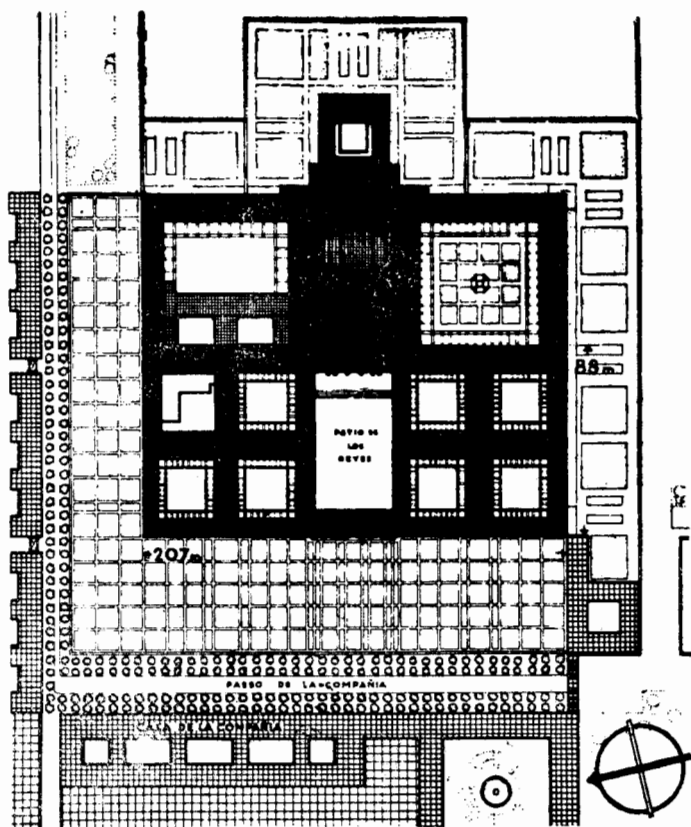 PATIO DE
LOS
REYES
88m
207m
PASEO DE LA COMPAÑIA
CASA DE LA COMPAÑIA